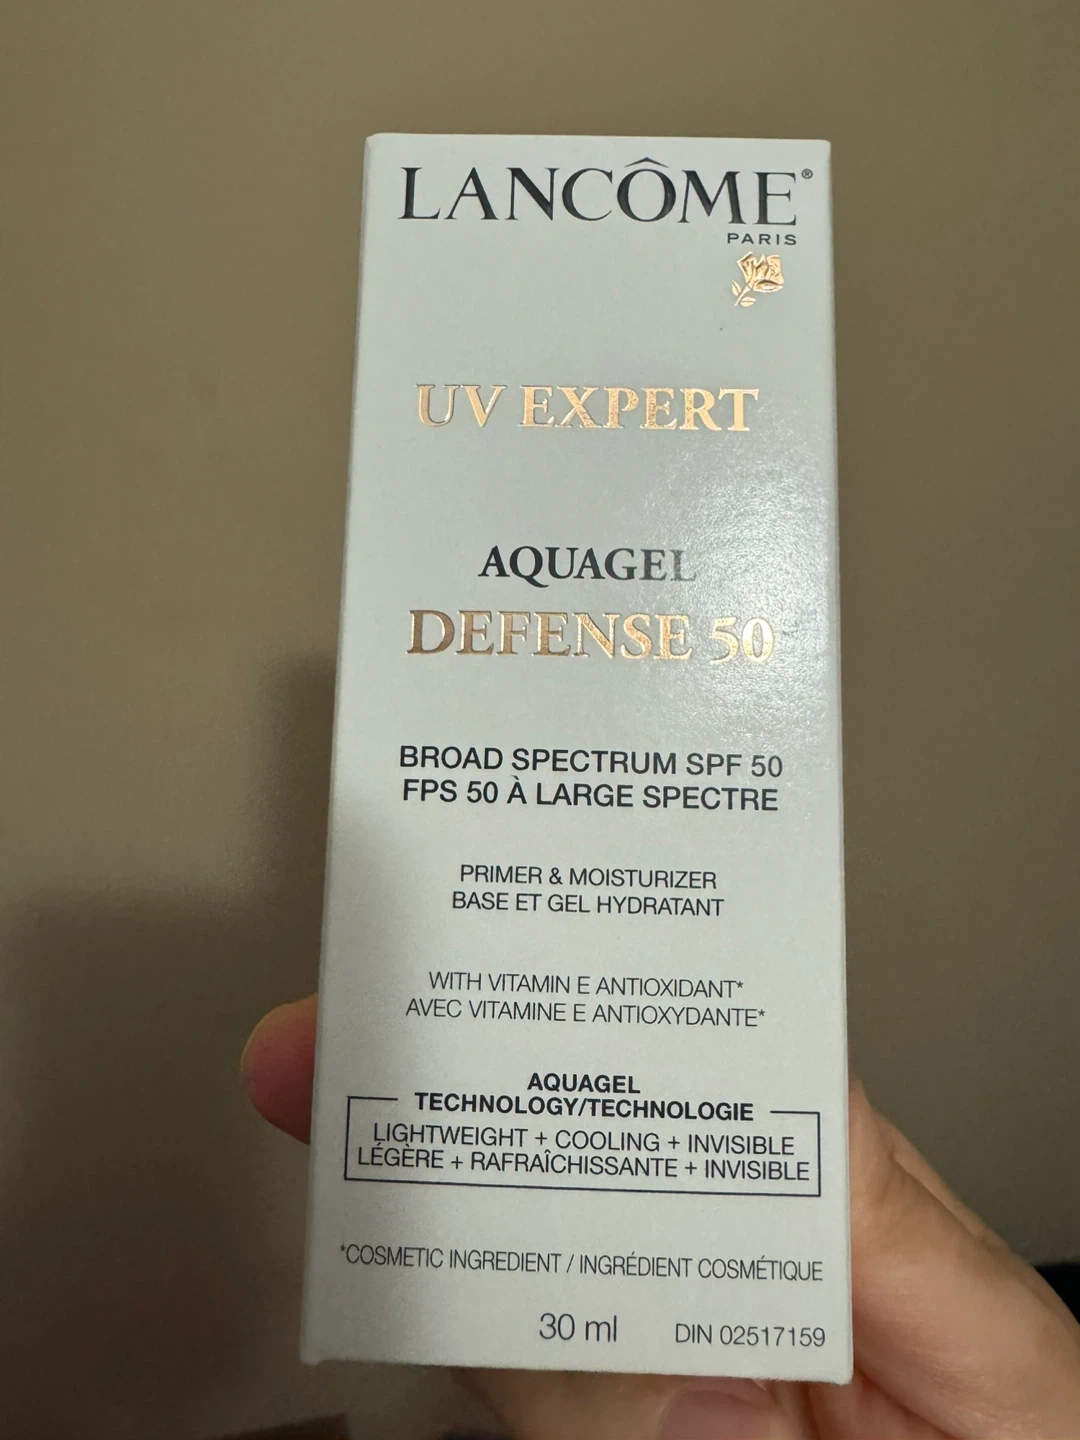 LANCÔME®
PARIS
UV EXPERT
AQUAGEL
DEFENSE 50
BROAD SPECTRUM SPF 50
FPS 50 À LARGE SPECTRE
PRIMER & MOISTURIZER
BASE ET GEL HYDRATANT
WITH VITAMIN E ANTIOXIDANT*
AVEC VITAMINE E ANTIOXYDANTE*
AQUAGEL
TECHNOLOGY/TECHNOLOGIE
LIGHTWEIGHT + COOLING + INVISIBLE
LÉGÈRE + RAFRAÎCHISSANTE + INVISIBLE
*COSMETIC INGREDIENT / INGRÉDIENT COSMÉTIQUE
30 ml DIN 02517159